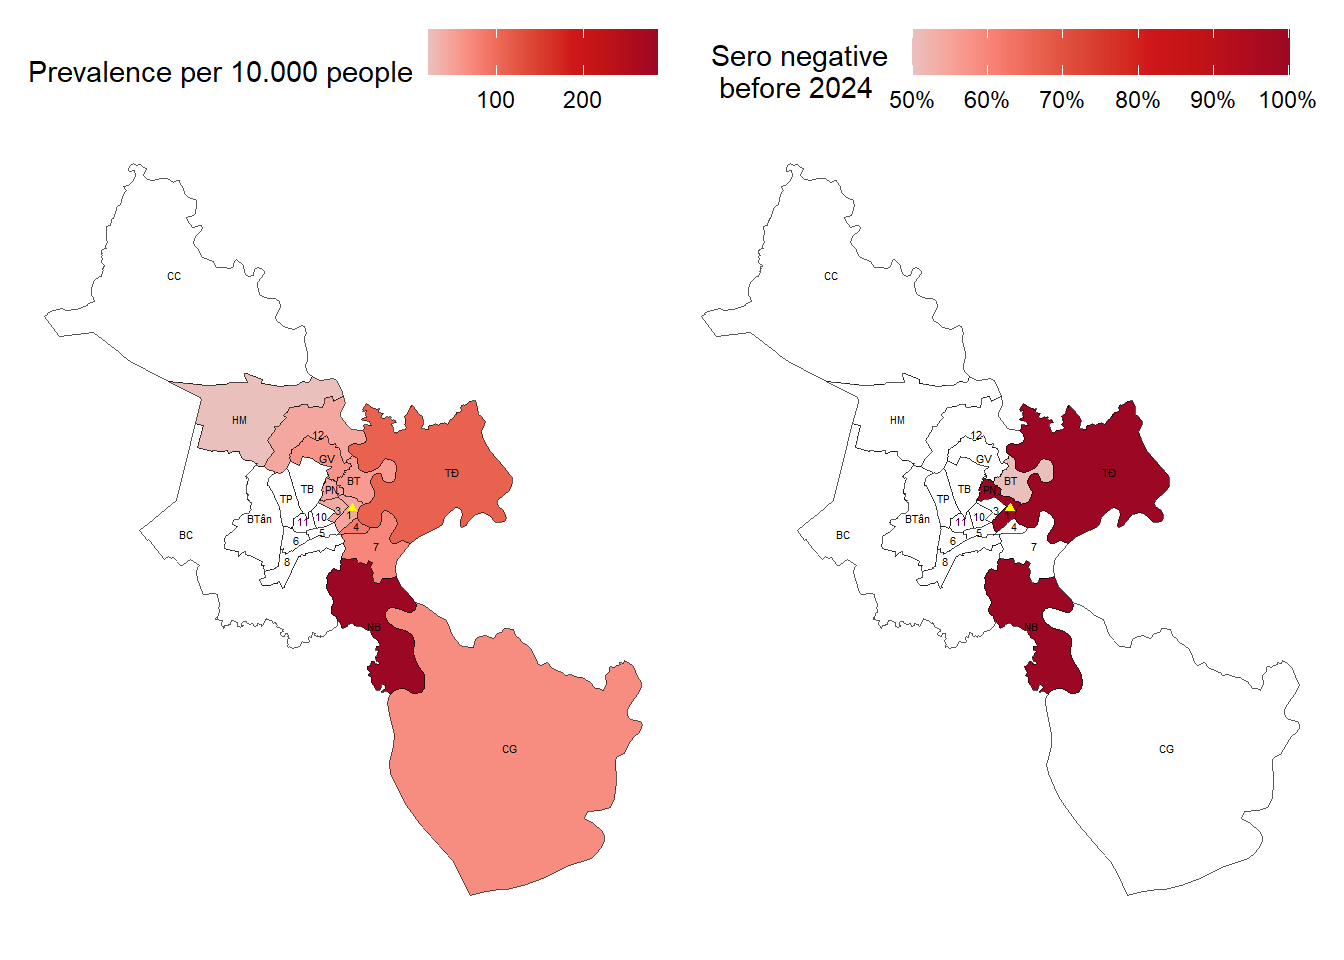 Prevalence per 10.000 people
100 200
Sero negative
before 2024
50% 60% 70% 80% 90% 100%
CC
HM
12
GV
TĐ
BT
TB
PN
TP
BTân
3
1
11
10
4
BC
5
6
7
8
NB
CG
CC
HM
12
GV
TĐ
BT
TB
PN
TP
BTân
3
1
11
10
4
BC
5
6
7
8
NB
CG